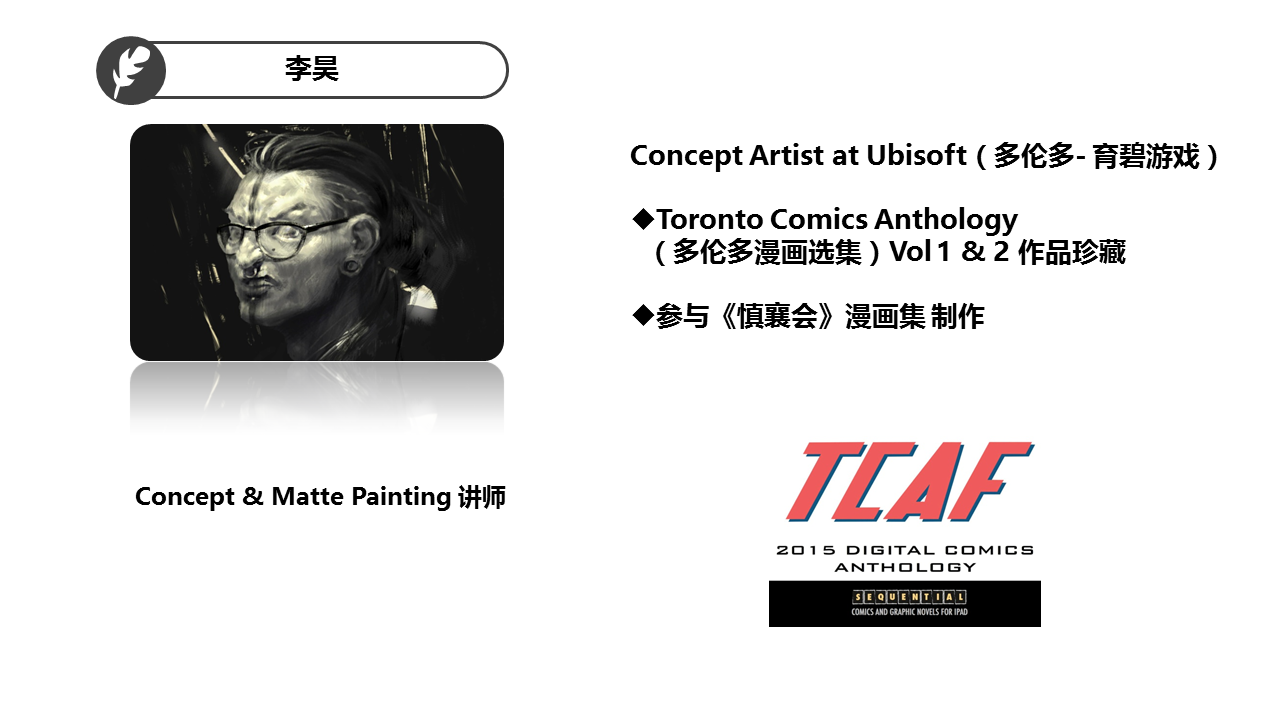 李昊
Concept Artist at Ubisoft（多伦多- 育碧游戏）
◆Toronto Comics Anthology
（多伦多漫画选集）Vol 1 & 2 作品珍藏
◆参与《慎襄会》漫画集 制作
Concept & Matte Painting 讲师
TCAF
2015 DIGITAL COMICS
ANTHOLOGY
SEQUENTIAL
COMICS AND GRAPHIC NOVELS FOR IPAD